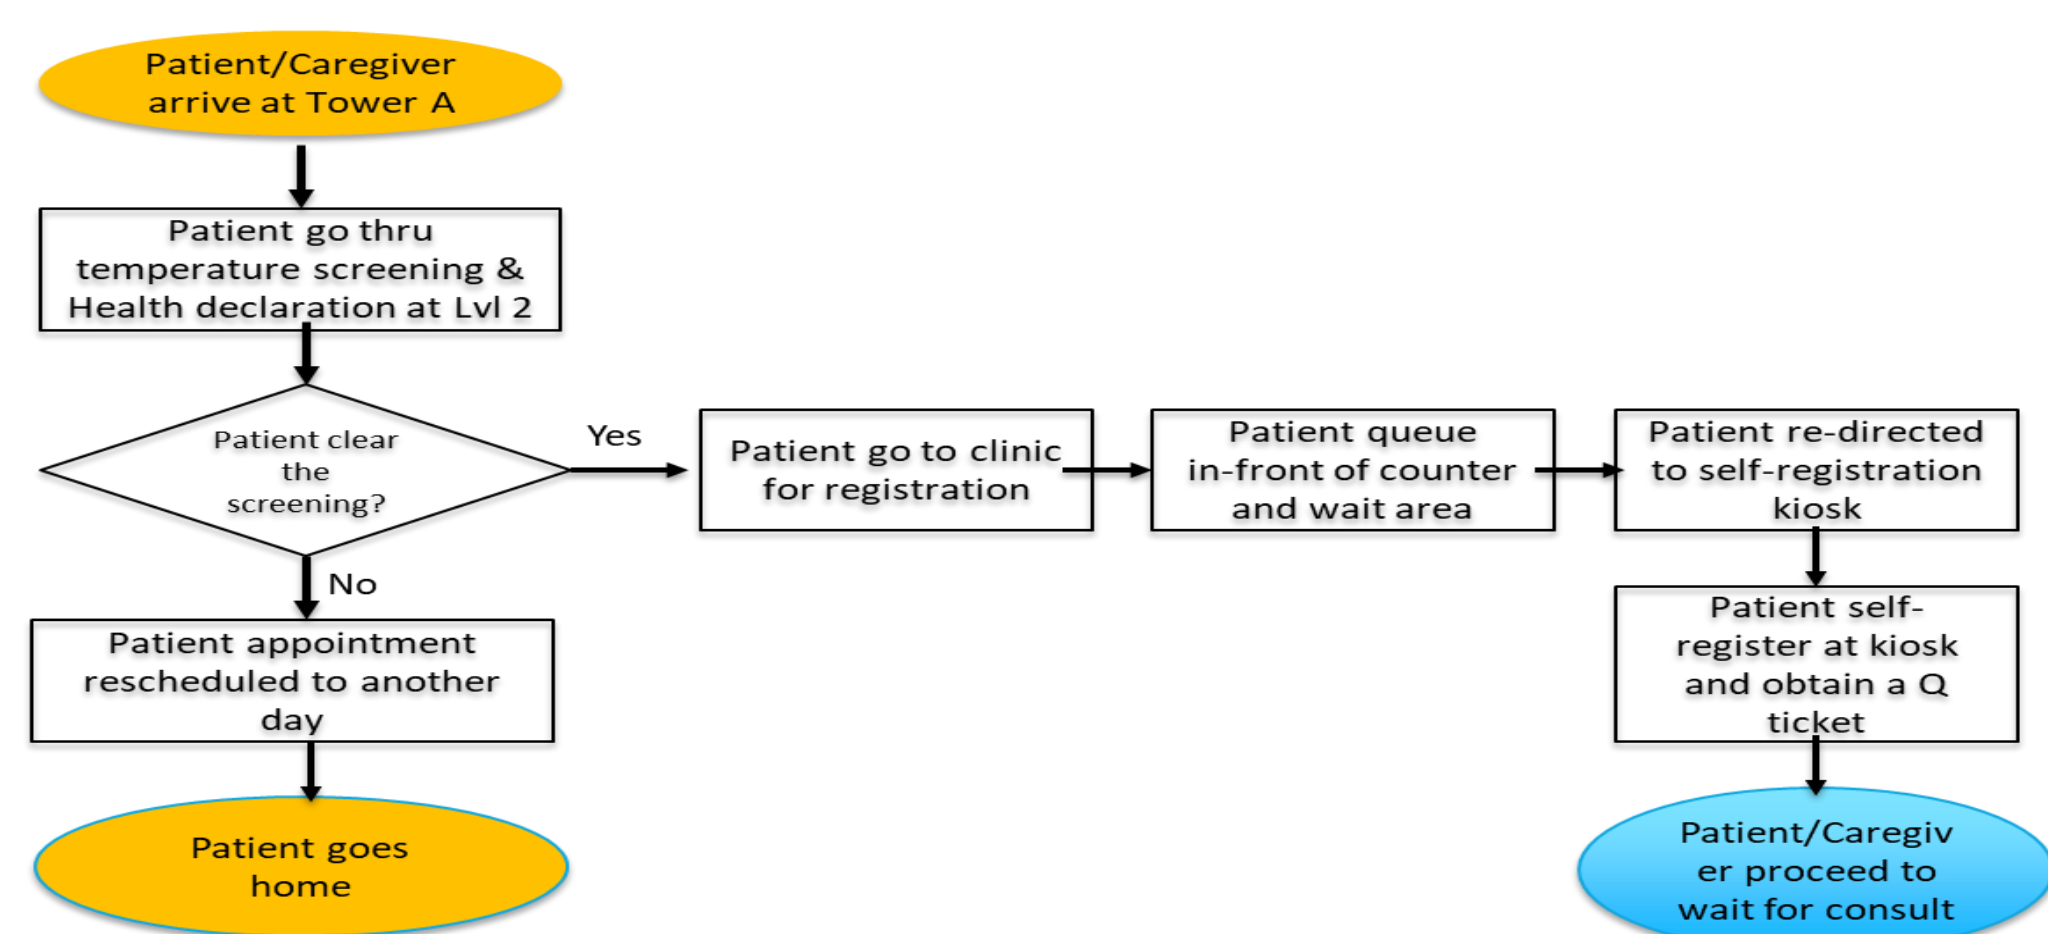 Patient/Caregiver
arrive at Tower A
Patient go thru
temperature screening &
Health declaration at Lvl 2
Patient clear
the
screening?
Yes
No
Patient go to clinic
for registration
Patient queue
in-front of counter
and wait area
Patient re-directed
to self-registration
kiosk
Patient self-
register at kiosk
and obtain a Q
ticket
Patient/Caregiv
er proceed to
wait for consult
Patient appointment
rescheduled to another
day
Patient goes
home